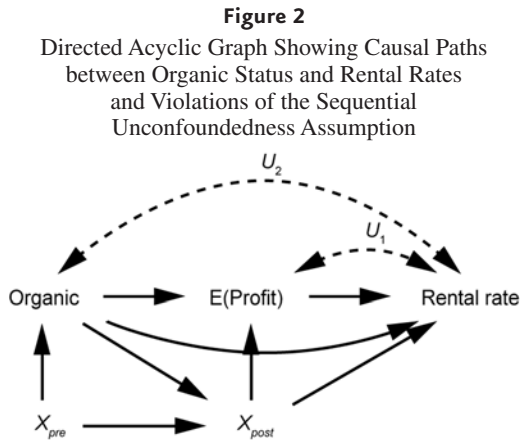 Figure 2
Directed Acyclic Graph Showing Causal Paths
between Organic Status and Rental Rates
and Violations of the Sequential
Unconfoundedness Assumption
U2
U1
Organic E(Profit) Rental rate
Xpre Xpost